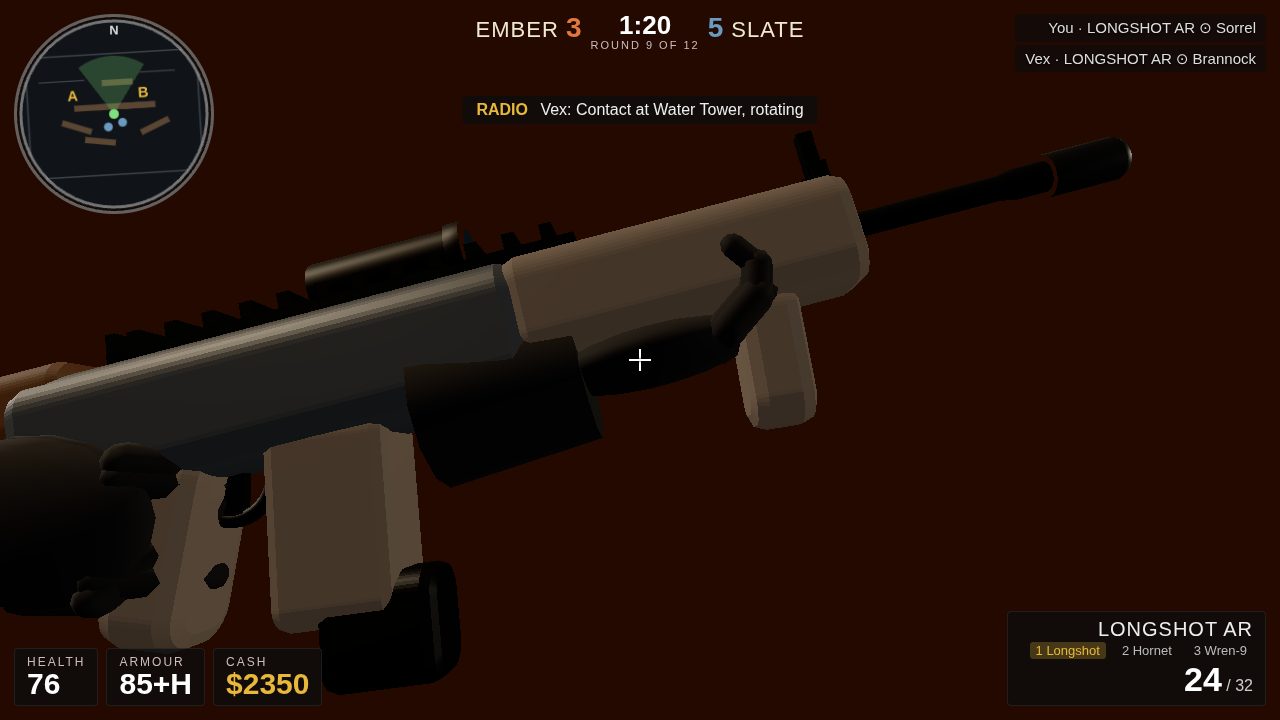 N
A
B
EMBER 3 1:20 5 SLATE
ROUND 9 OF 12
You · LONGSHOT AR ⊙ Sorrel
Vex · LONGSHOT AR ⊙ Brannock
RADIO Vex: Contact at Water Tower, rotating
HEALTH
76
ARMOUR
85+H
CASH
$2350
LONGSHOT AR
1 Longshot 2 Hornet 3 Wren-9
24 / 32